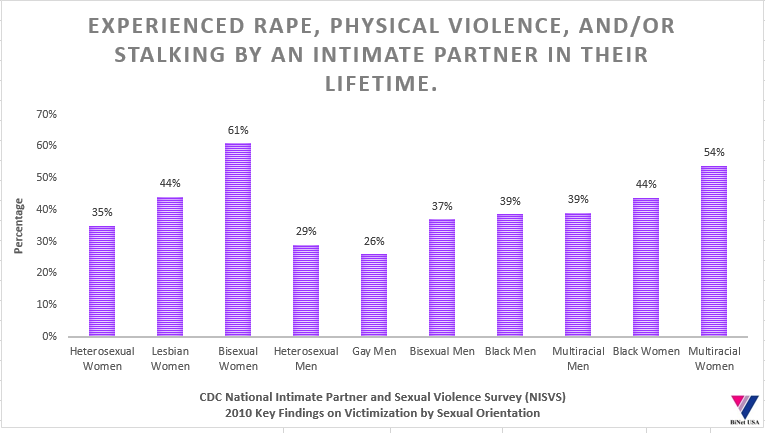 EXPERIENCED RAPE, PHYSICAL VIOLENCE, AND/OR
STALKING BY AN INTIMATE PARTNER IN THEIR
LIFETIME.
70%
60%
50%
40%
30%
20%
10%
0%
Percentage
35%
44%
61%
29%
26%
37%
39%
39%
44%
54%
Heterosexual
Women
Lesbian
Women
Bisexual
Women
Heterosexual
Men
Gay Men
Bisexual Men
Black Men
Multiracial
Men
Black Women
Multiracial
Women
CDC National Intimate Partner and Sexual Violence Survey (NISVS)
2010 Key Findings on Victimization by Sexual Orientation
BiNet USA